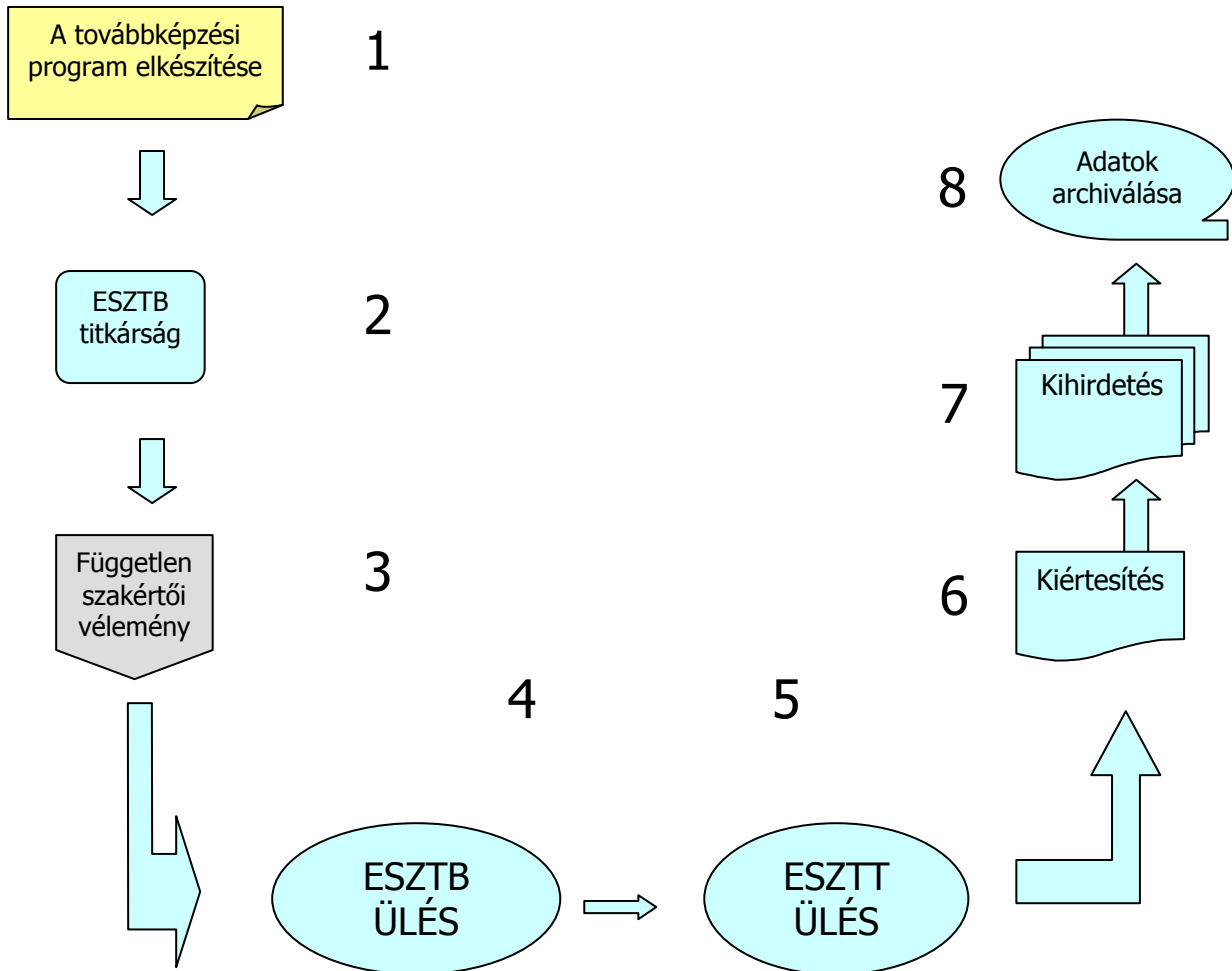 A továbbképzési
program elkészítése
1
ESZTB
titkárság
2
Független
szakértői
vélemény
3
4
ESZTB
ÜLÉS
5
ESZTT
ÜLÉS
6
Kiértesítés
7
Kihirdetés
8
Adatok
archiválása